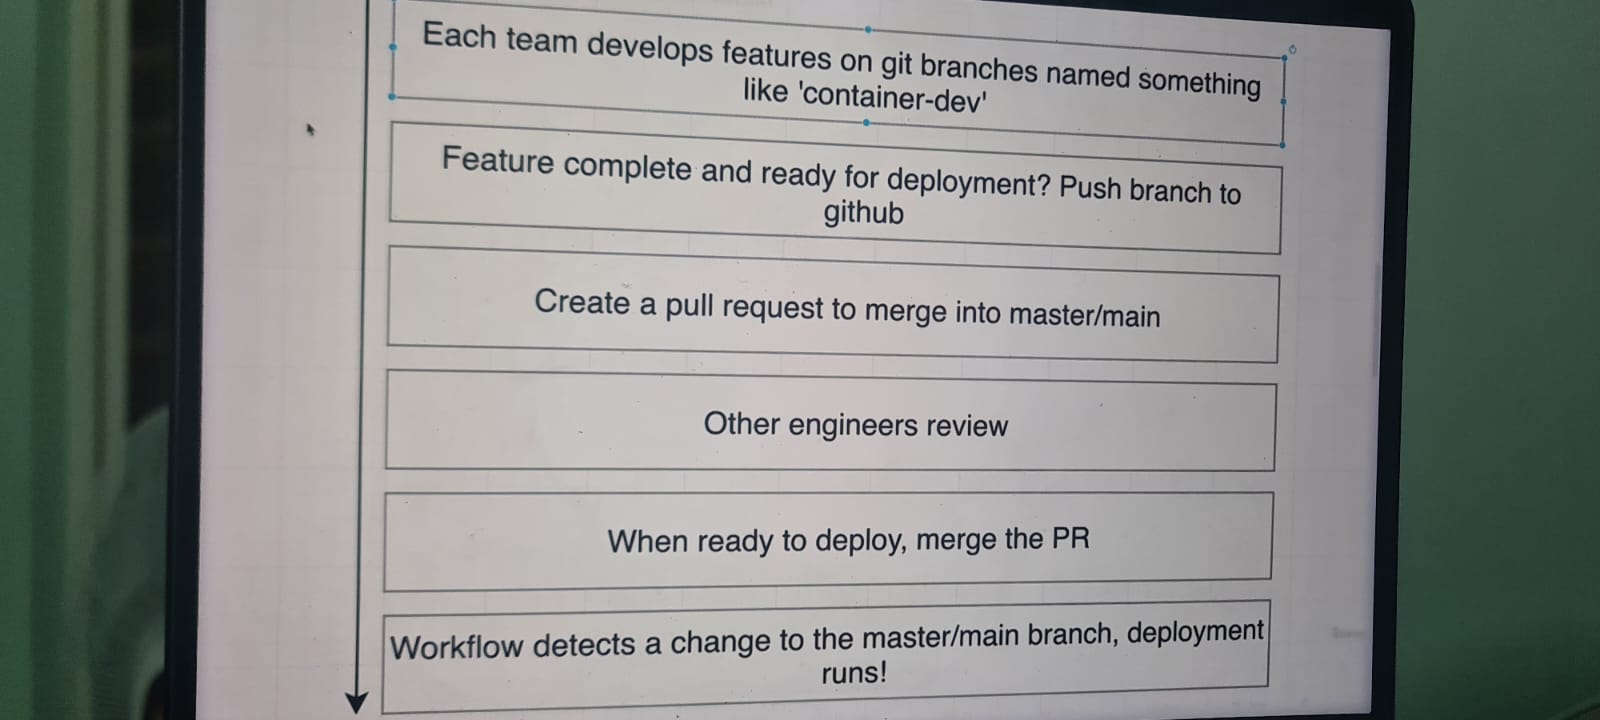 Each team develops features on git branches named something
like 'container-dev'
Feature complete and ready for deployment? Push branch to
github
Create a pull request to merge into master/main
Other engineers review
When ready to deploy, merge the PR
Workflow detects a change to the master/main branch, deployment
runs!